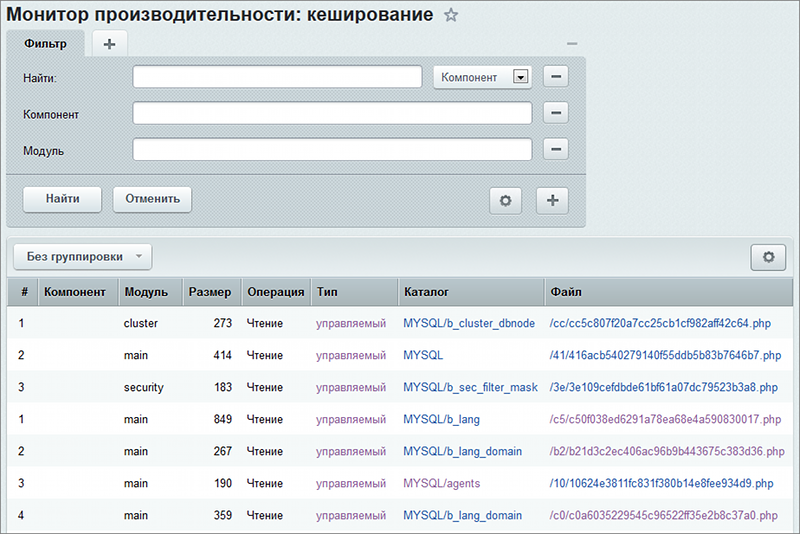 Монитор производительности: кеширование
Фильтр
Найти: Компонент
Компонент
Модуль
Найти Отменить
Без группировки
# Компонент Модуль Размер Операция Тип Каталог Файл
1 cluster 273 Чтение управляемый MYSQL/b_cluster_dbnode /cc/cc5c807f20a7cc25cb1cf982aff42c64.php
2 main 414 Чтение управляемый MYSQL /41/416acb540279140f55ddb5b83b7646b7.php
3 security 183 Чтение управляемый MYSQL/b_sec_filter_mask /3e/3e109cefdbde61bf61a07dc79523b3a8.php
1 main 849 Чтение управляемый MYSQL/b_lang /c5/c50f038ed6291a78ea68e4a590830017.php
2 main 267 Чтение управляемый MYSQL/b_lang_domain /b2/b21d3c2ec406ac96b9b443675c383d36.php
3 main 190 Чтение управляемый MYSQL/agents /10/10624e3811fc831f380b14e8fee934d9.php
4 main 359 Чтение управляемый MYSQL/b_lang_domain /c0/c0a6035229545c96522ff35e2b8c37a0.php